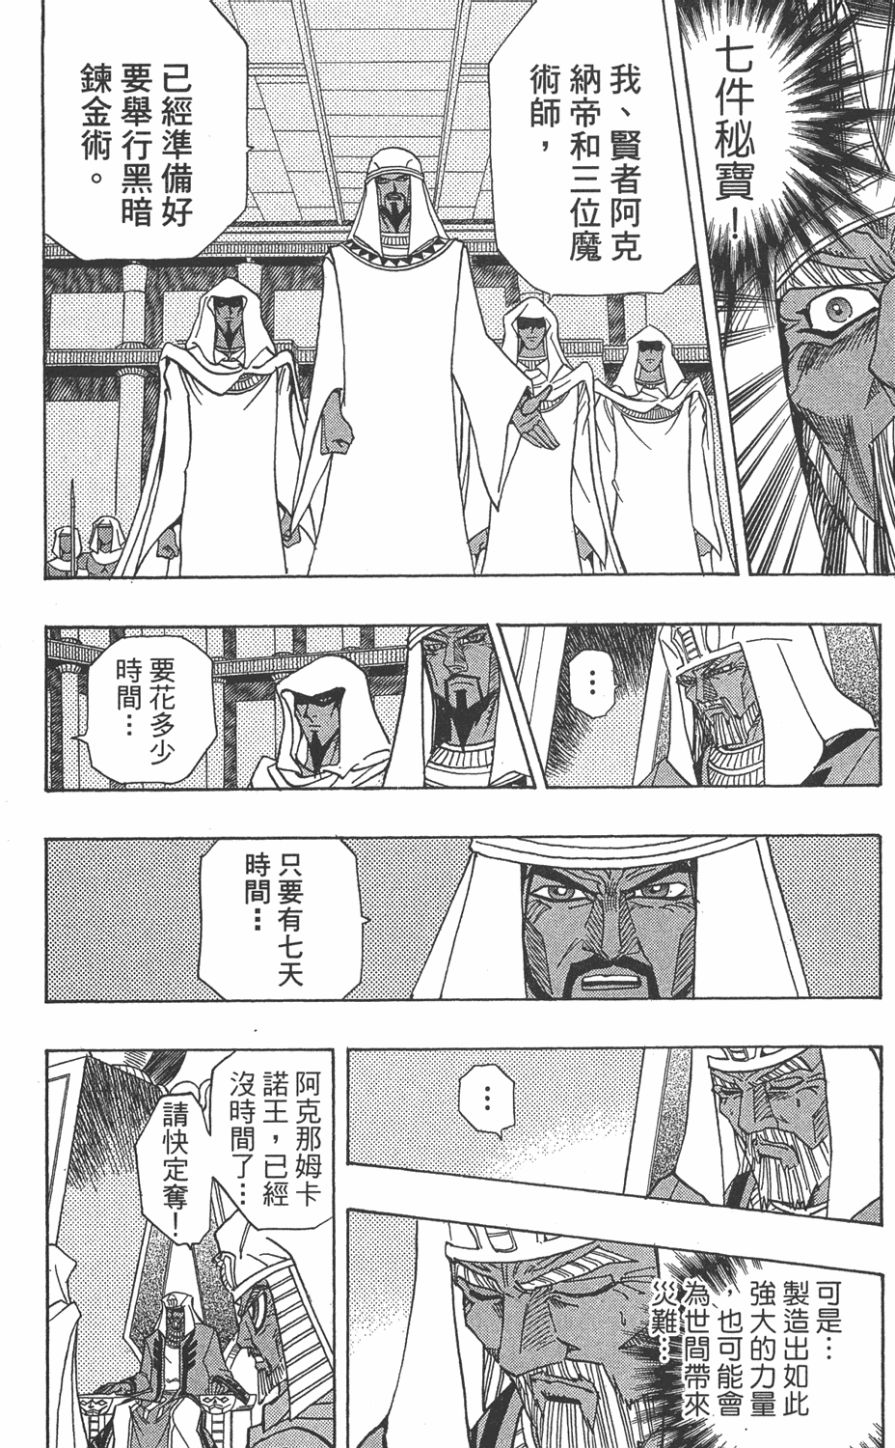 七件秘寶！
我、賢者阿克
納帝和三位魔
術師，
已經準備好
要舉行黑暗
鍊金術。
…
要花多少
時間…
只要有七天
時間…
…
可是…
製造出如此
強大的力量
，也可能會
為世間帶來
災難…
阿克那姆卡
諾王，已經
沒時間了…
請快定奪！